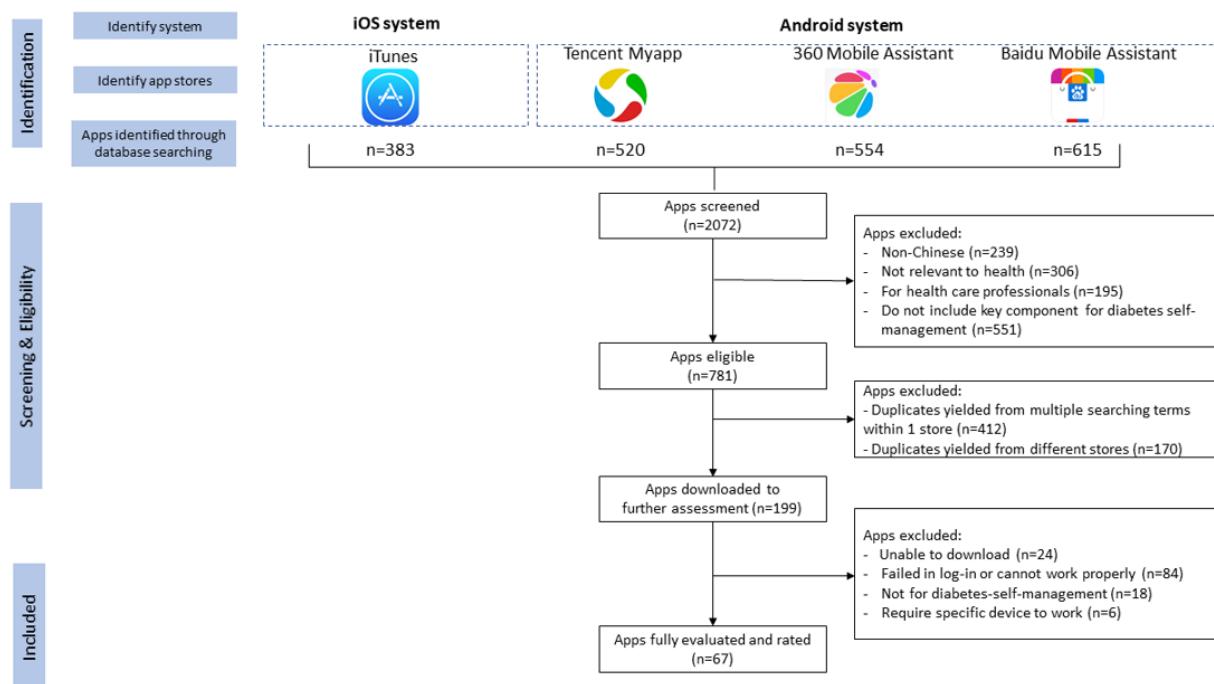 Identification
Identify system
iOS system
Android system
Identify app stores
iTunes
Tencent Myapp
360 Mobile Assistant
Baidu Mobile Assistant
Apps identified through
database searching
n=383
n=520
n=554
n=615
Screening & Eligibility
Apps screened
(n=2072)
Apps excluded:
- Non-Chinese (n=239)
- Not relevant to health (n=306)
- For health care professionals (n=195)
- Do not include key component for diabetes self-
management (n=551)
Apps eligible
(n=781)
Apps excluded:
- Duplicates yielded from multiple searching terms
within 1 store (n=412)
- Duplicates yielded from different stores (n=170)
Apps downloaded to
further assessment (n=199)
Included
Apps excluded:
- Unable to download (n=24)
- Failed in log-in or cannot work properly (n=84)
- Not for diabetes-self-management (n=18)
- Require specific device to work (n=6)
Apps fully evaluated and rated
(n=67)